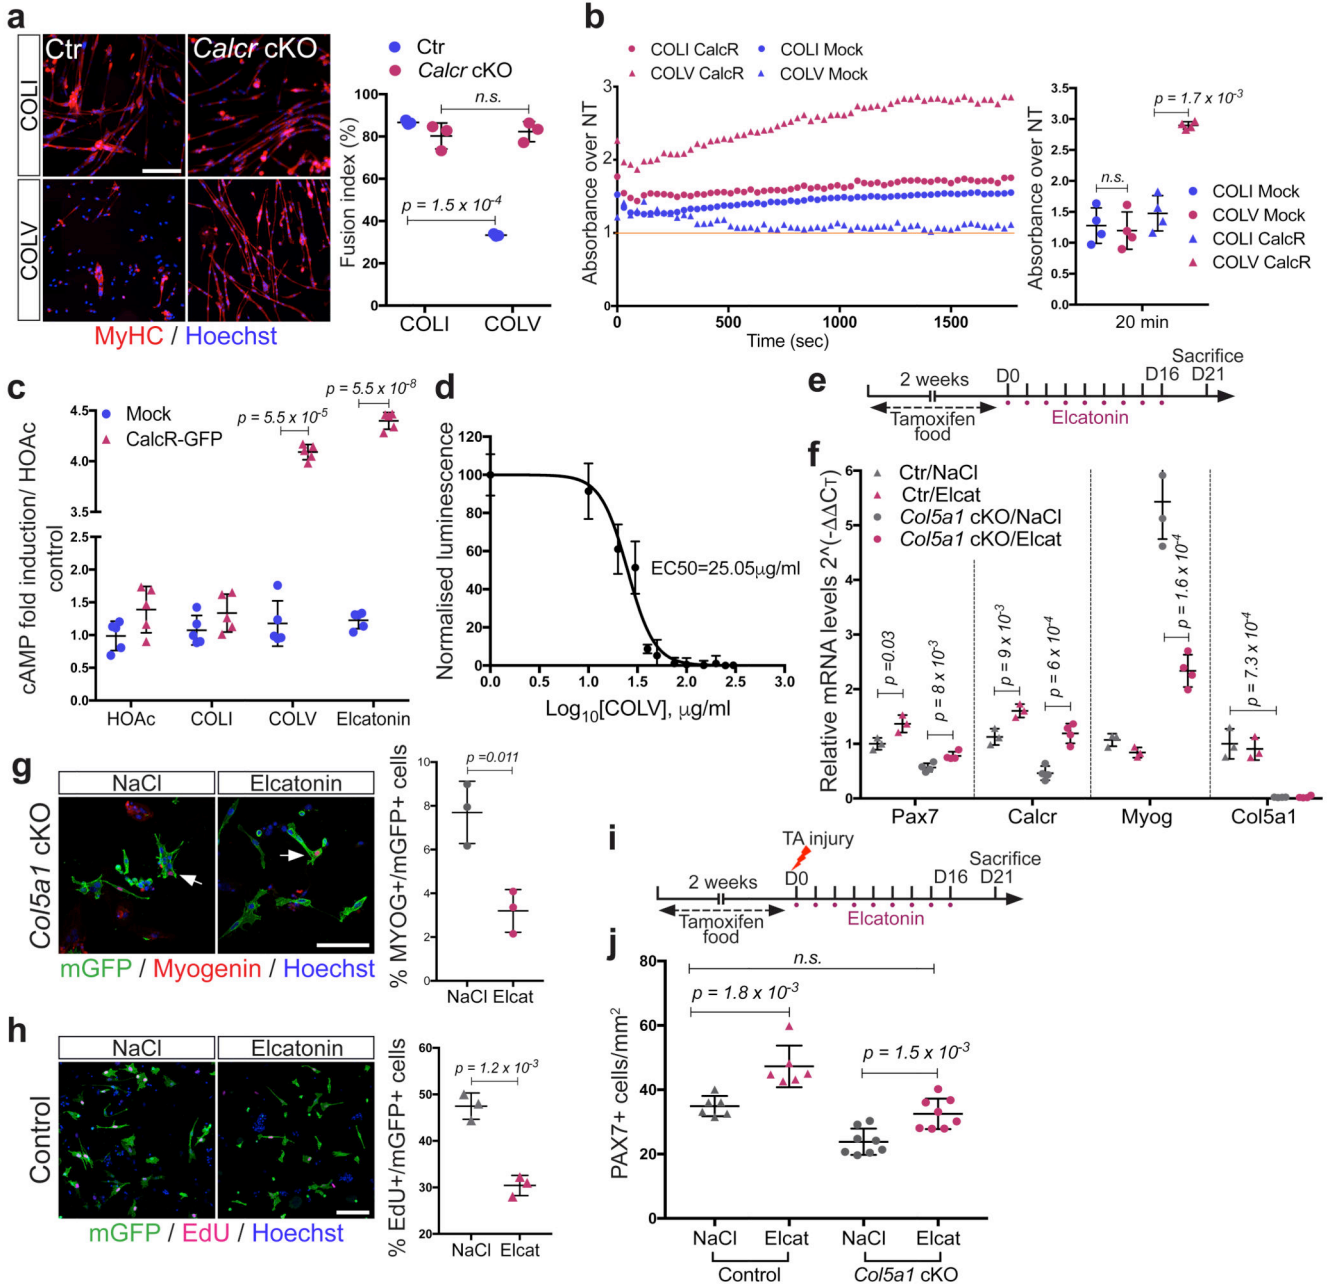 a
Ctr
Calcr cKO
COLI
COLV
MyHC / Hoechst
Ctr
Calcr cKO
Fusion index (%)
100
80
60
40
20
0
n.s.
p = 1.5 x 10-4
COLI
COLV
b
COLI CalcR
COLI Mock
COLV CalcR
COLV Mock
Absorbance over NT
3
2
1
0
0
500
1000
1500
Time (sec)
Absorbance over NT
3.5
3.0
2.5
2.0
1.5
1.0
0.5
0.0
p = 1.7 x 10-3
n.s.
COLI Mock
COLV Mock
COLI CalcR
COLV CalcR
20 min
c
Mock
CalcR-GFP
cAMP fold induction/ HOAc
control
4.5
4.0
3.5
2.5
2.0
1.5
1.0
0.5
0.0
p = 5.5 x 10-5
p = 5.5 x 10-8
HOAc
COLI
COLV
Elcatonin
d
Normalised luminescence
120
100
80
60
40
20
0
EC50=25.05μg/ml
0.0
0.5
1.0
1.5
2.0
2.5
3.0
Log10[COLV], μg/ml
e
2 weeks
D0
D16
Sacrifice
D21
Tamoxifen
food
Elcatonin
f
Relative mRNA levels 2^(-ΔΔCT)
6
5
4
3
2
1
0
Ctr/NaCl
Ctr/Elcat
Col5a1 cKO/NaCl
Col5a1 cKO/Elcat
p =0.03
p = 8 x 10-3
p = 9 x 10-3
p = 6 x 10-4
p = 1.6 x 10-4
p = 7.3 x 10-4
Pax7
Calcr
Myog
Col5a1
g
NaCl
Elcatonin
Col5a1 cKO
mGFP / Myogenin / Hoechst
% MYOG+/mGFP+ cells
10
8
6
4
2
0
p =0.011
NaCl
Elcat
h
NaCl
Elcatonin
Control
mGFP / EdU / Hoechst
% EdU+/mGFP+ cells
60
50
40
30
20
p = 1.2 x 10-3
NaCl
Elcat
i
TA injury
2 weeks
D0
D16
Sacrifice
D21
Tamoxifen
food
Elcatonin
j
PAX7+ cells/mm2
80
60
40
20
0
n.s.
p = 1.8 x 10-3
p = 1.5 x 10-3
NaCl
Elcat
NaCl
Elcat
Control
Col5a1 cKO